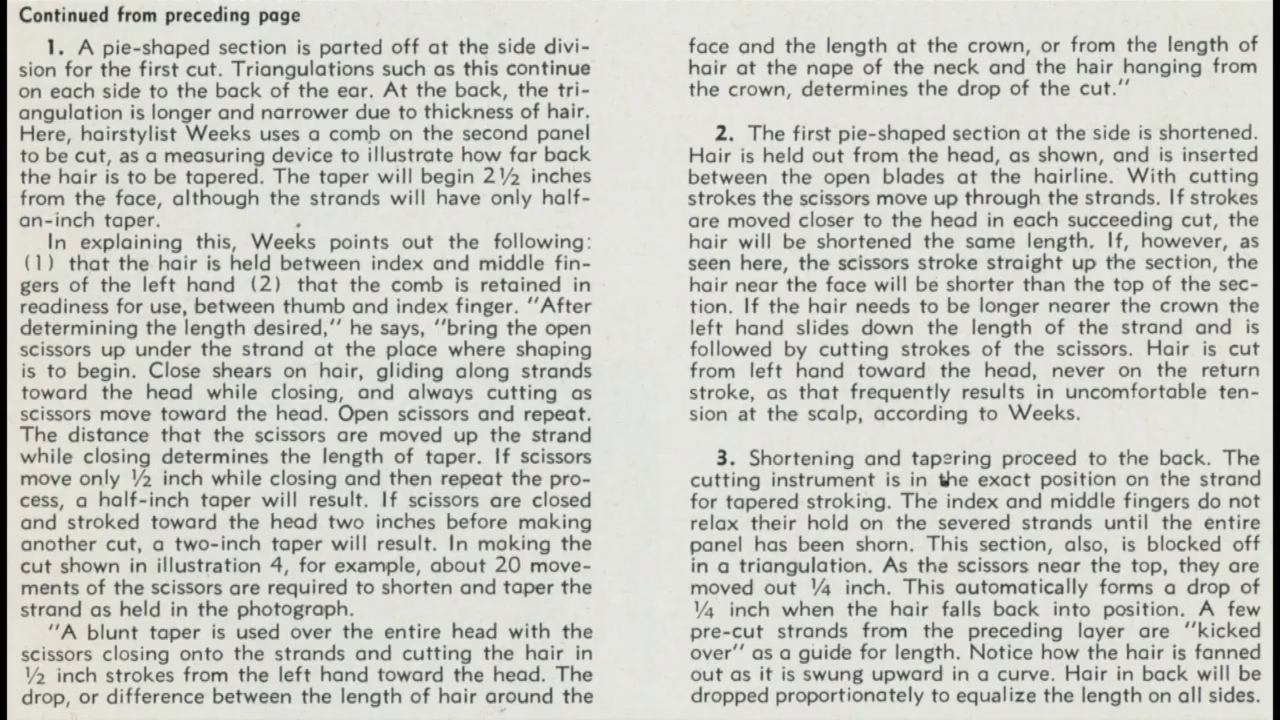 Continued from preceding page
1. A pie-shaped section is parted off at the side divi-
sion for the first cut. Triangulations such as this continue
on each side to the back of the ear. At the back, the tri-
angulation is longer and narrower due to thickness of hair.
Here, hairstylist Weeks uses a comb on the second panel
to be cut, as a measuring device to illustrate how far back
the hair is to be tapered. The taper will begin 2½ inches
from the face, although the strands will have only half-
an-inch taper.
In explaining this, Weeks points out the following:
(1) that the hair is held between index and middle fin-
gers of the left hand (2) that the comb is retained in
readiness for use, between thumb and index finger. "After
determining the length desired," he says, "bring the open
scissors up under the strand at the place where shaping
is to begin. Close shears on hair, gliding along strands
toward the head while closing, and always cutting as
scissors move toward the head. Open scissors and repeat.
The distance that the scissors are moved up the strand
while closing determines the length of taper. If scissors
move only ½ inch while closing and then repeat the pro-
cess, a half-inch taper will result. If scissors are closed
and stroked toward the head two inches before making
another cut, a two-inch taper will result. In making the
cut shown in illustration 4, for example, about 20 move-
ments of the scissors are required to shorten and taper the
strand as held in the photograph.
"A blunt taper is used over the entire head with the
scissors closing onto the strands and cutting the hair in
½ inch strokes from the left hand toward the head. The
drop, or difference between the length of hair around the
face and the length at the crown, or from the length of
hair at the nape of the neck and the hair hanging from
the crown, determines the drop of the cut."
2. The first pie-shaped section at the side is shortened.
Hair is held out from the head, as shown, and is inserted
between the open blades at the hairline. With cutting
strokes the scissors move up through the strands. If strokes
are moved closer to the head in each succeeding cut, the
hair will be shortened the same length. If, however, as
seen here, the scissors stroke straight up the section, the
hair near the face will be shorter than the top of the sec-
tion. If the hair needs to be longer nearer the crown the
left hand slides down the length of the strand and is
followed by cutting strokes of the scissors. Hair is cut
from left hand toward the head, never on the return
stroke, as that frequently results in uncomfortable ten-
sion at the scalp, according to Weeks.
3. Shortening and tapering proceed to the back. The
cutting instrument is in the exact position on the strand
for tapered stroking. The index and middle fingers do not
relax their hold on the severed strands until the entire
panel has been shorn. This section, also, is blocked off
in a triangulation. As the scissors near the top, they are
moved out ¼ inch. This automatically forms a drop of
¼ inch when the hair falls back into position. A few
pre-cut strands from the preceding layer are "kicked
over" as a guide for length. Notice how the hair is fanned
out as it is swung upward in a curve. Hair in back will be
dropped proportionately to equalize the length on all sides.